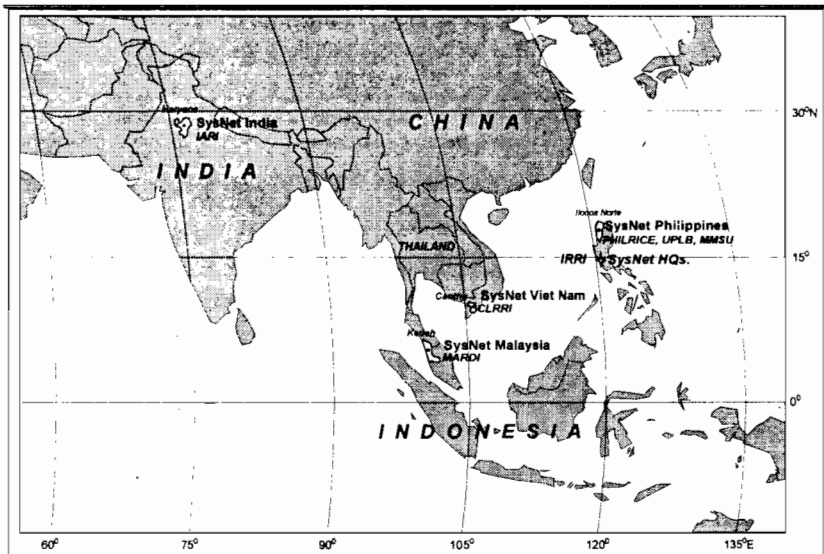 CHINA
30°N
Haryana
SysNet India
IARI
INDIA
Ilocos Norte
SysNet Philippines
PHILRICE, UPLB, MMSU
THAILAND
IRRI
SysNet HQs.
15°
SysNet Viet Nam
CLRRI
SysNet Malaysia
MARDI
0°
INDONESIA
60°
75°
90°
105°
120°
135°E